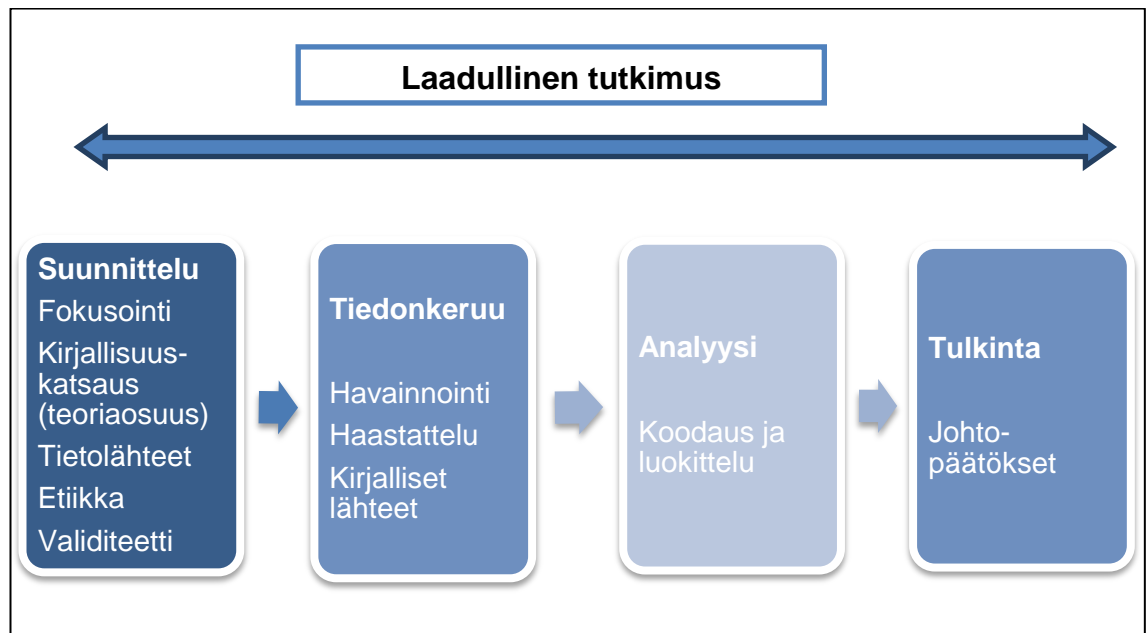 Laadullinen tutkimus
Suunnittelu
Fokusointi
Kirjallisuus-
katsaus
(teoriaosuus)
Tietolähteet
Etiikka
Validiteetti
Tiedonkeruu
Havainnointi
Haastattelu
Kirjalliset
lähteet
Analyysi
Koodaus ja
luokittelu
Tulkinta
Johto-
päätökset